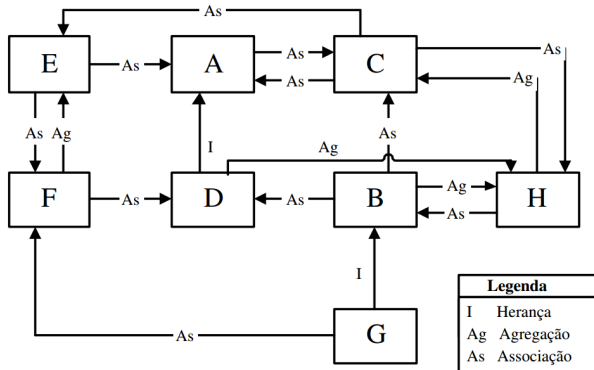 As
E
As
A
As
As
C
As
Ag
As
Ag
I
Ag
As
F
As
D
As
B
Ag
As
H
I
As
G
Legenda
I Herança
Ag Agregação
As Associação